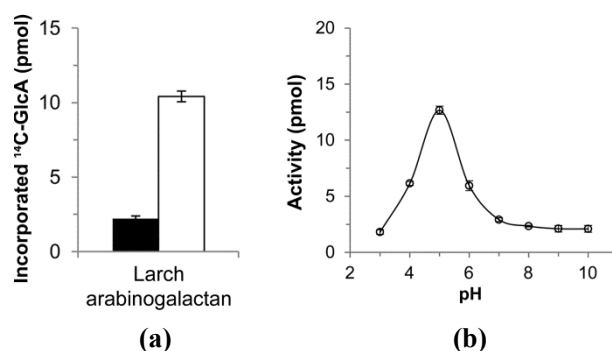 Incorporated ¹⁴C-GlcA (pmol)
15
10
5
0
Larch
arabinogalactan
(a)
Activity (pmol)
20
15
10
5
0
2 4 6 8 10
pH
(b)